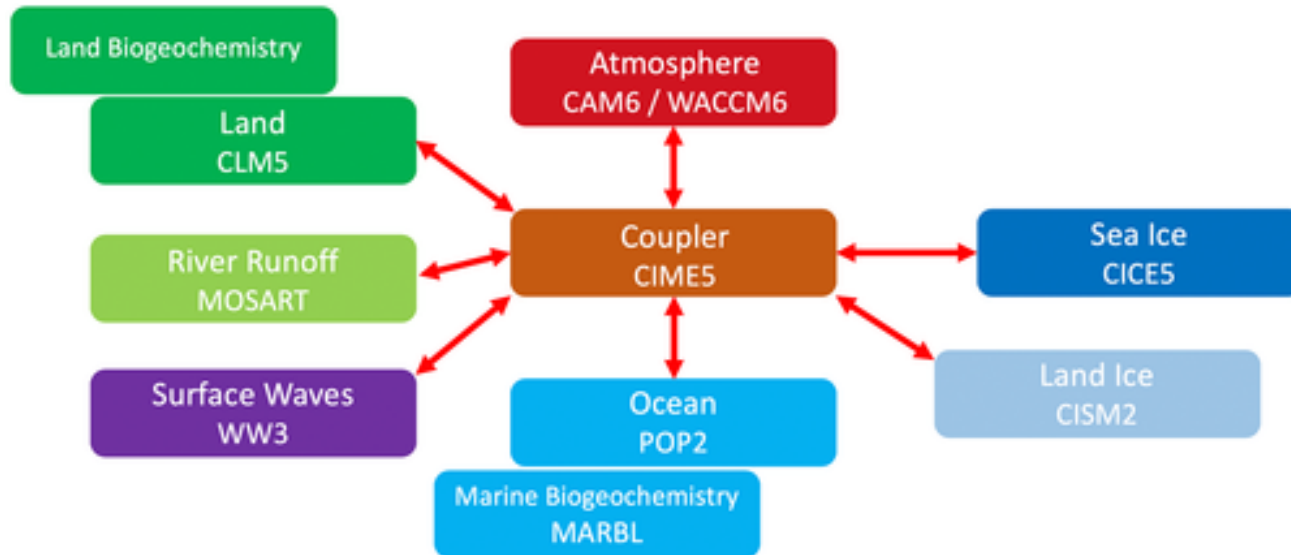 Land Biogeochemistry
Land
CLM5
Atmosphere
CAM6 / WACCM6
River Runoff
MOSART
Coupler
CIME5
Sea Ice
CICE5
Surface Waves
WW3
Ocean
POP2
Land Ice
CISM2
Marine Biogeochemistry
MARBL